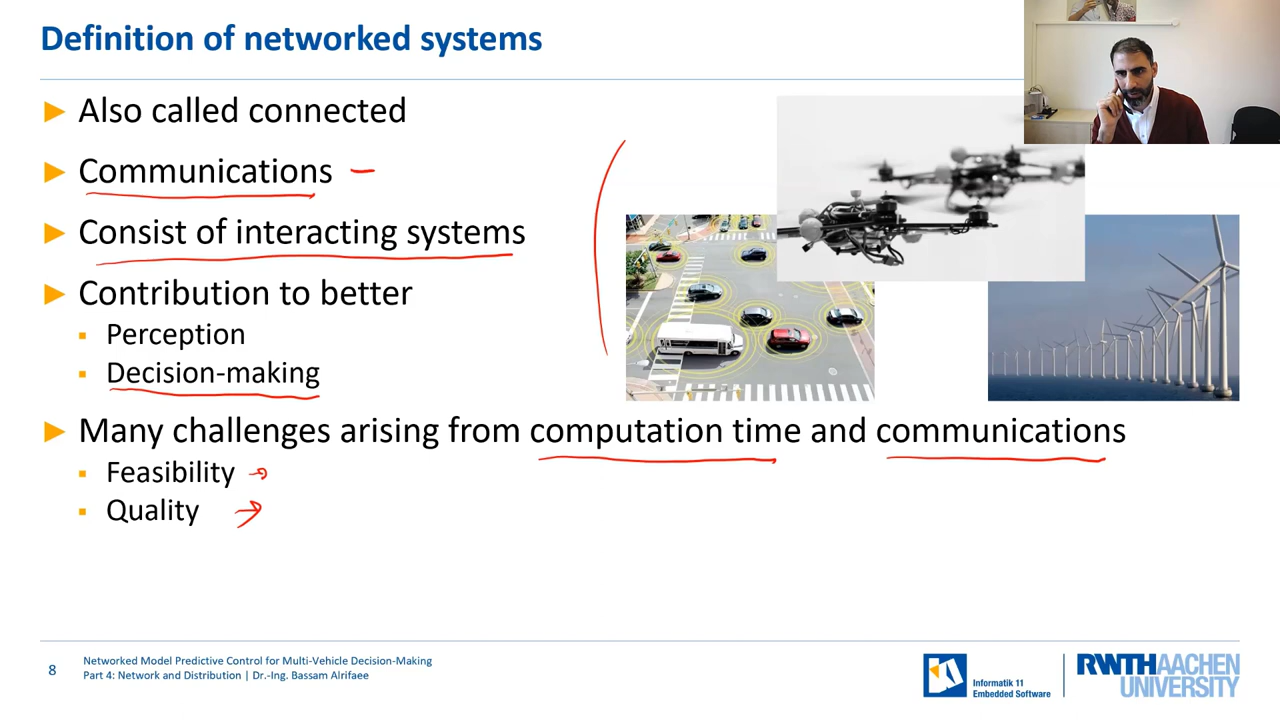 Definition of networked systems
Also called connected
Communications
Consist of interacting systems
Contribution to better
Perception
Decision-making
Many challenges arising from computation time and communications
Feasibility
Quality
8
Networked Model Predictive Control for Multi-Vehicle Decision-Making
Part 4: Network and Distribution | Dr.-Ing. Bassam Alrifaee
Informatik 11
Embedded Software
RWTHAACHEN
UNIVERSITY